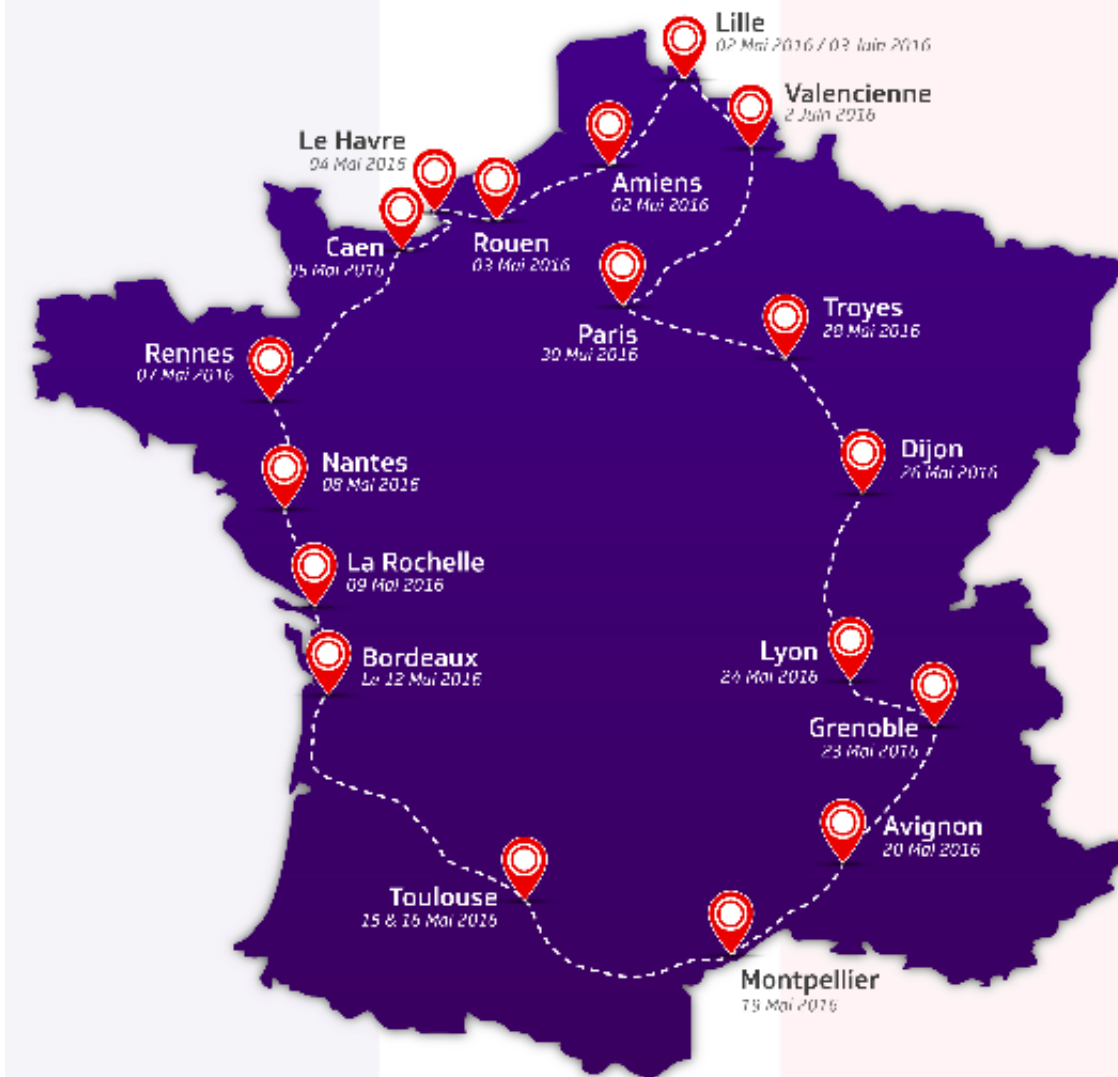 Lille
02 Mai 2016 / 03 Juin 2016
Valencienne
2 Juin 2016
Le Havre
04 Mai 2016
Amiens
02 Mai 2016
Caen
05 Mai 2016
Rouen
03 Mai 2016
Troyes
28 Mai 2016
Paris
30 Mai 2016
Rennes
07 Mai 2016
Dijon
26 Mai 2016
Nantes
08 Mai 2016
La Rochelle
09 Mai 2016
Lyon
24 Mai 2016
Bordeaux
Le 12 Mai 2016
Grenoble
23 Mai 2016
Avignon
20 Mai 2016
Toulouse
15 & 16 Mai 2016
Montpellier
19 Mai 2016